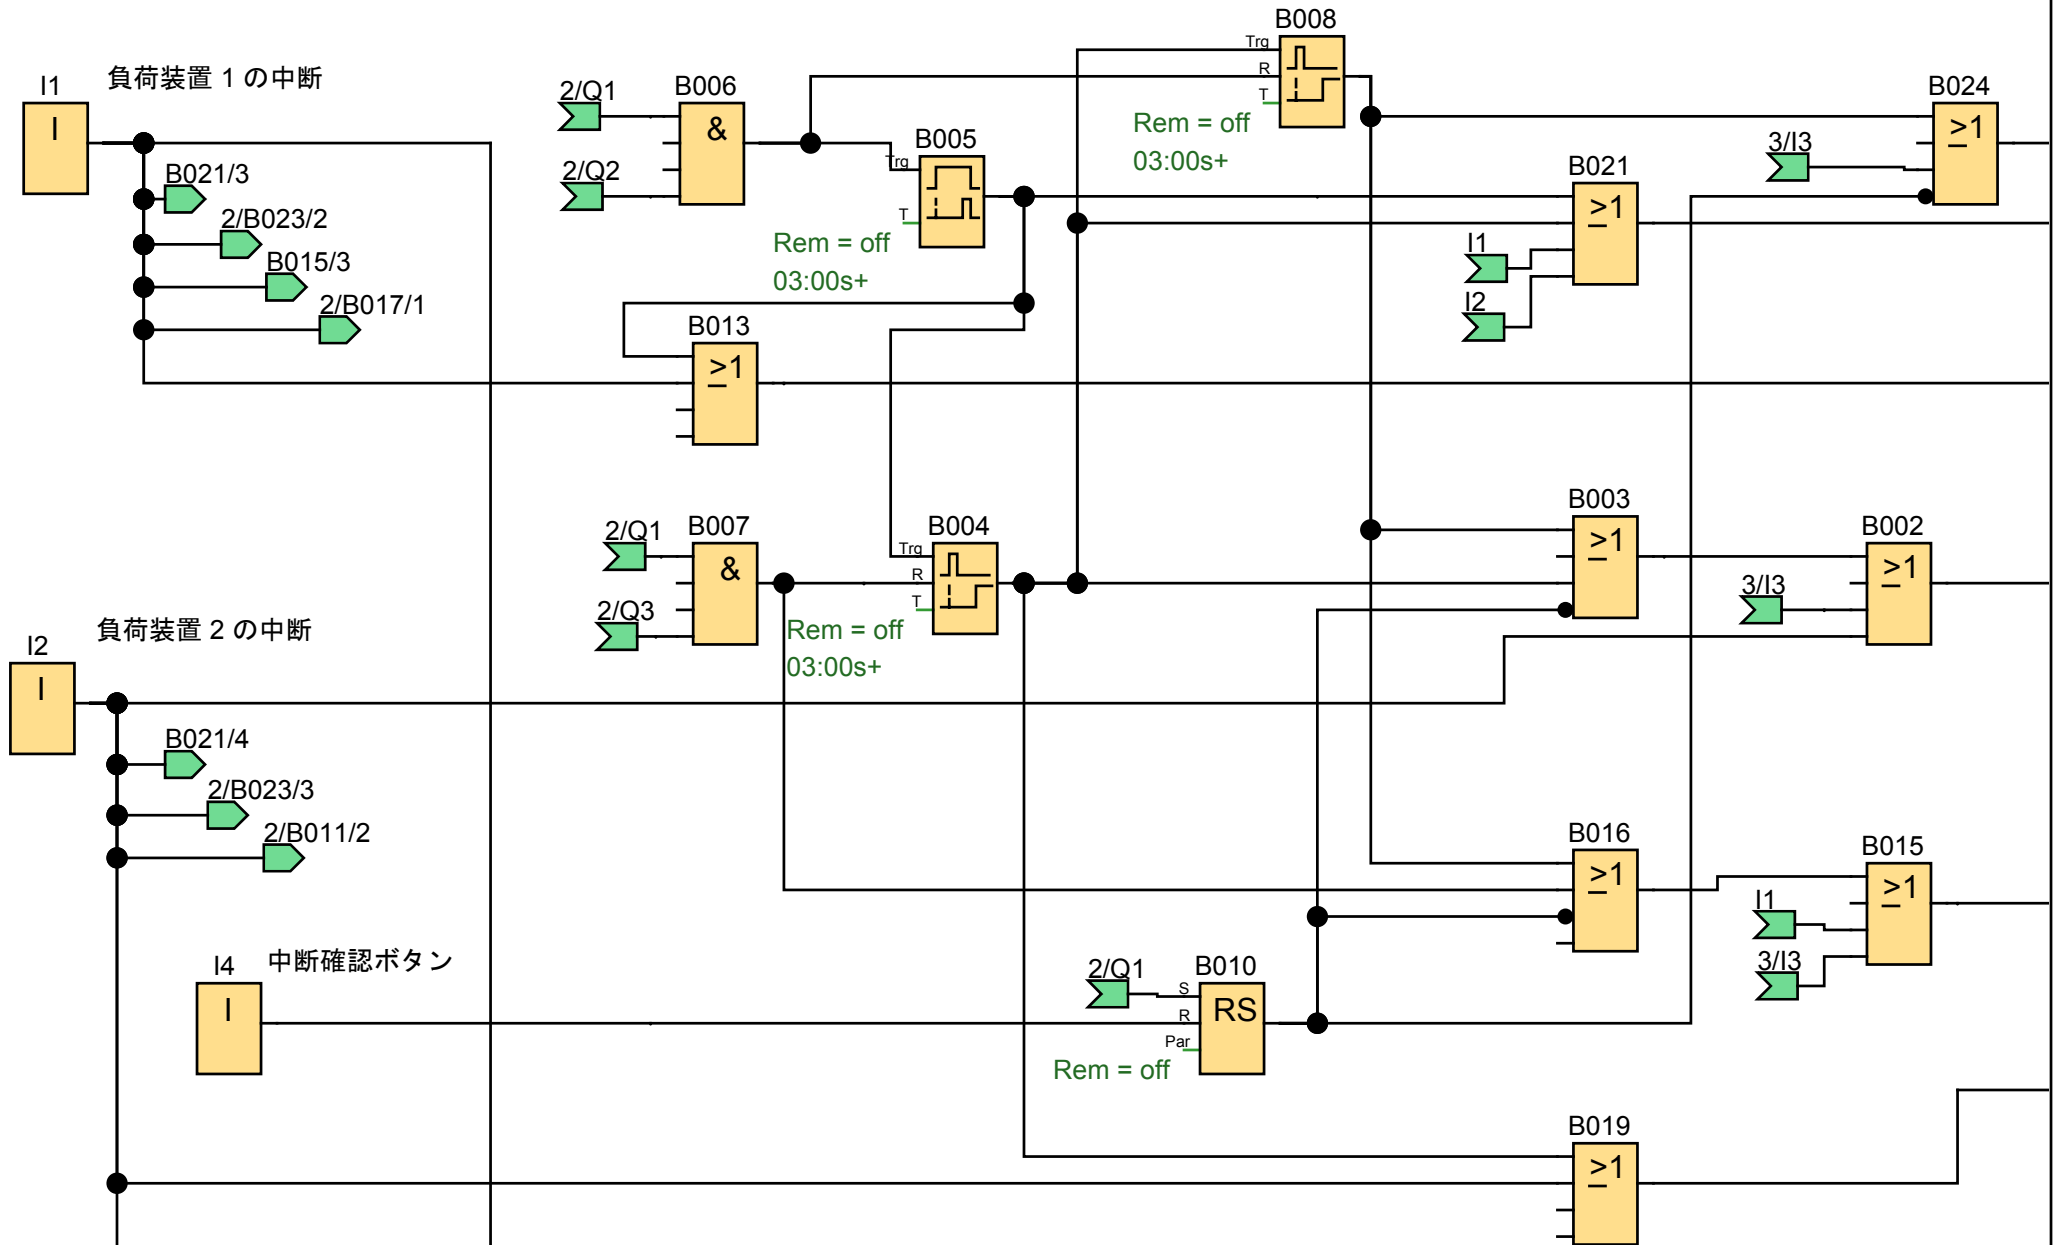 B008
Trg
R
T
Rem = off
03:00s+
I1
負荷装置 1 の中断
I
B021/3
2/B023/2
B015/3
2/B017/1
2/Q1
2/Q2
B006
&
B005
Trg
T
Rem = off
03:00s+
B024
≥1
3/I3
B021
≥1
I1
I2
B013
≥1
2/Q1
2/Q3
B007
&
B004
Trg
R
T
Rem = off
03:00s+
B003
≥1
B002
≥1
3/I3
負荷装置 2 の中断
I2
I
B021/4
2/B023/3
2/B011/2
B016
≥1
B015
≥1
I1
3/I3
I4
中断確認ボタン
I
2/Q1
B010
S
R
Par
RS
Rem = off
B019
≥1